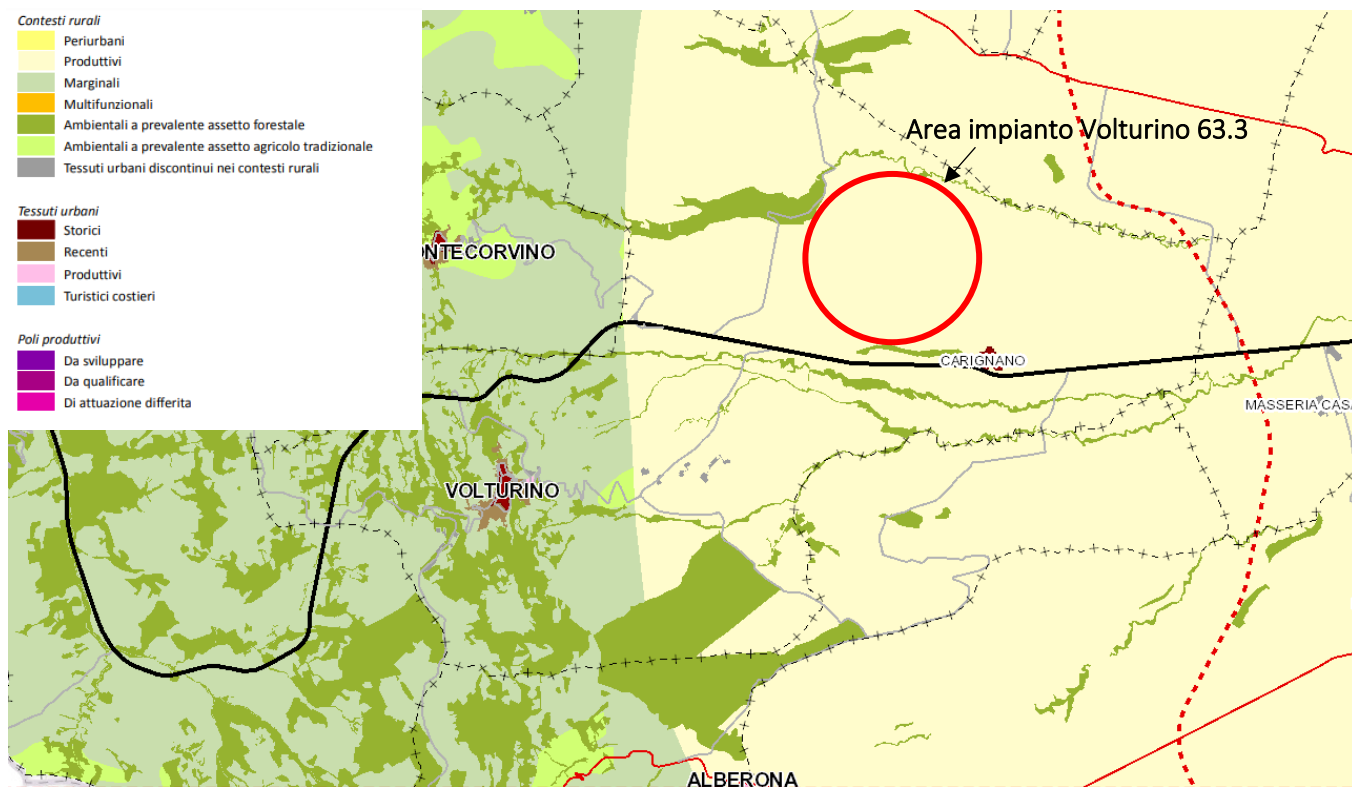 Contesti rurali
Periurbani
Produttivi
Marginali
Multifunzionali
Ambientali a prevalente assetto forestale
Ambientali a prevalente assetto agricolo tradizionale
Tessuti urbani discontinui nei contesti rurali
Tessuti urbani
Storici
Recenti
Produttivi
Turistici costieri
Poli produttivi
Da sviluppare
Da qualificare
Di attuazione differita
Area impianto Volturino 63.3
ONTECORVINO
CARIGNANO
MASSERIA CASA
VOLTURINO
ALBERONA